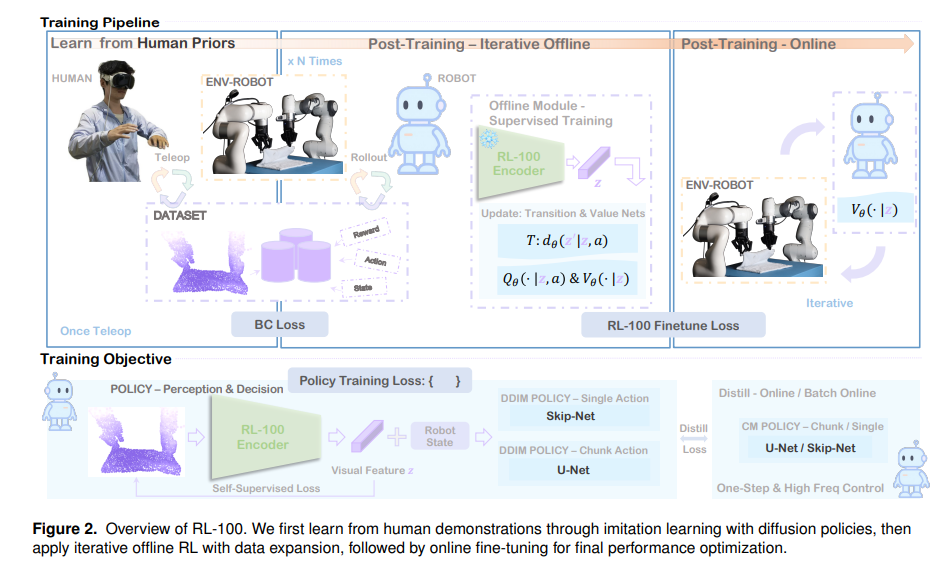 Training Pipeline
Learn from Human Priors
Post-Training – Iterative Offline
Post-Training - Online
HUMAN
x N Times
ENV-ROBOT
ROBOT
Offline Module -
Supervised Training
RL-100
Encoder
z
Teleop
Rollout
DATASET
Reward
Action
State
Update: Transition & Value Nets
T: dθ(z'|z, a)
Qθ(· |z, a) & Vθ(· |z)
ENV-ROBOT
Vθ(· |z)
Iterative
Once Teleop
BC Loss
RL-100 Finetune Loss
Training Objective
POLICY – Perception & Decision
Policy Training Loss: { }
RL-100
Encoder
Visual Feature z
Robot
State
Self-Supervised Loss
DDIM POLICY – Single Action
Skip-Net
DDIM POLICY – Chunk Action
U-Net
Distill
Loss
Distill - Online / Batch Online
CM POLICY – Chunk / Single
U-Net / Skip-Net
One-Step & High Freq Control
Figure 2. Overview of RL-100. We first learn from human demonstrations through imitation learning with diffusion policies, then
apply iterative offline RL with data expansion, followed by online fine-tuning for final performance optimization.